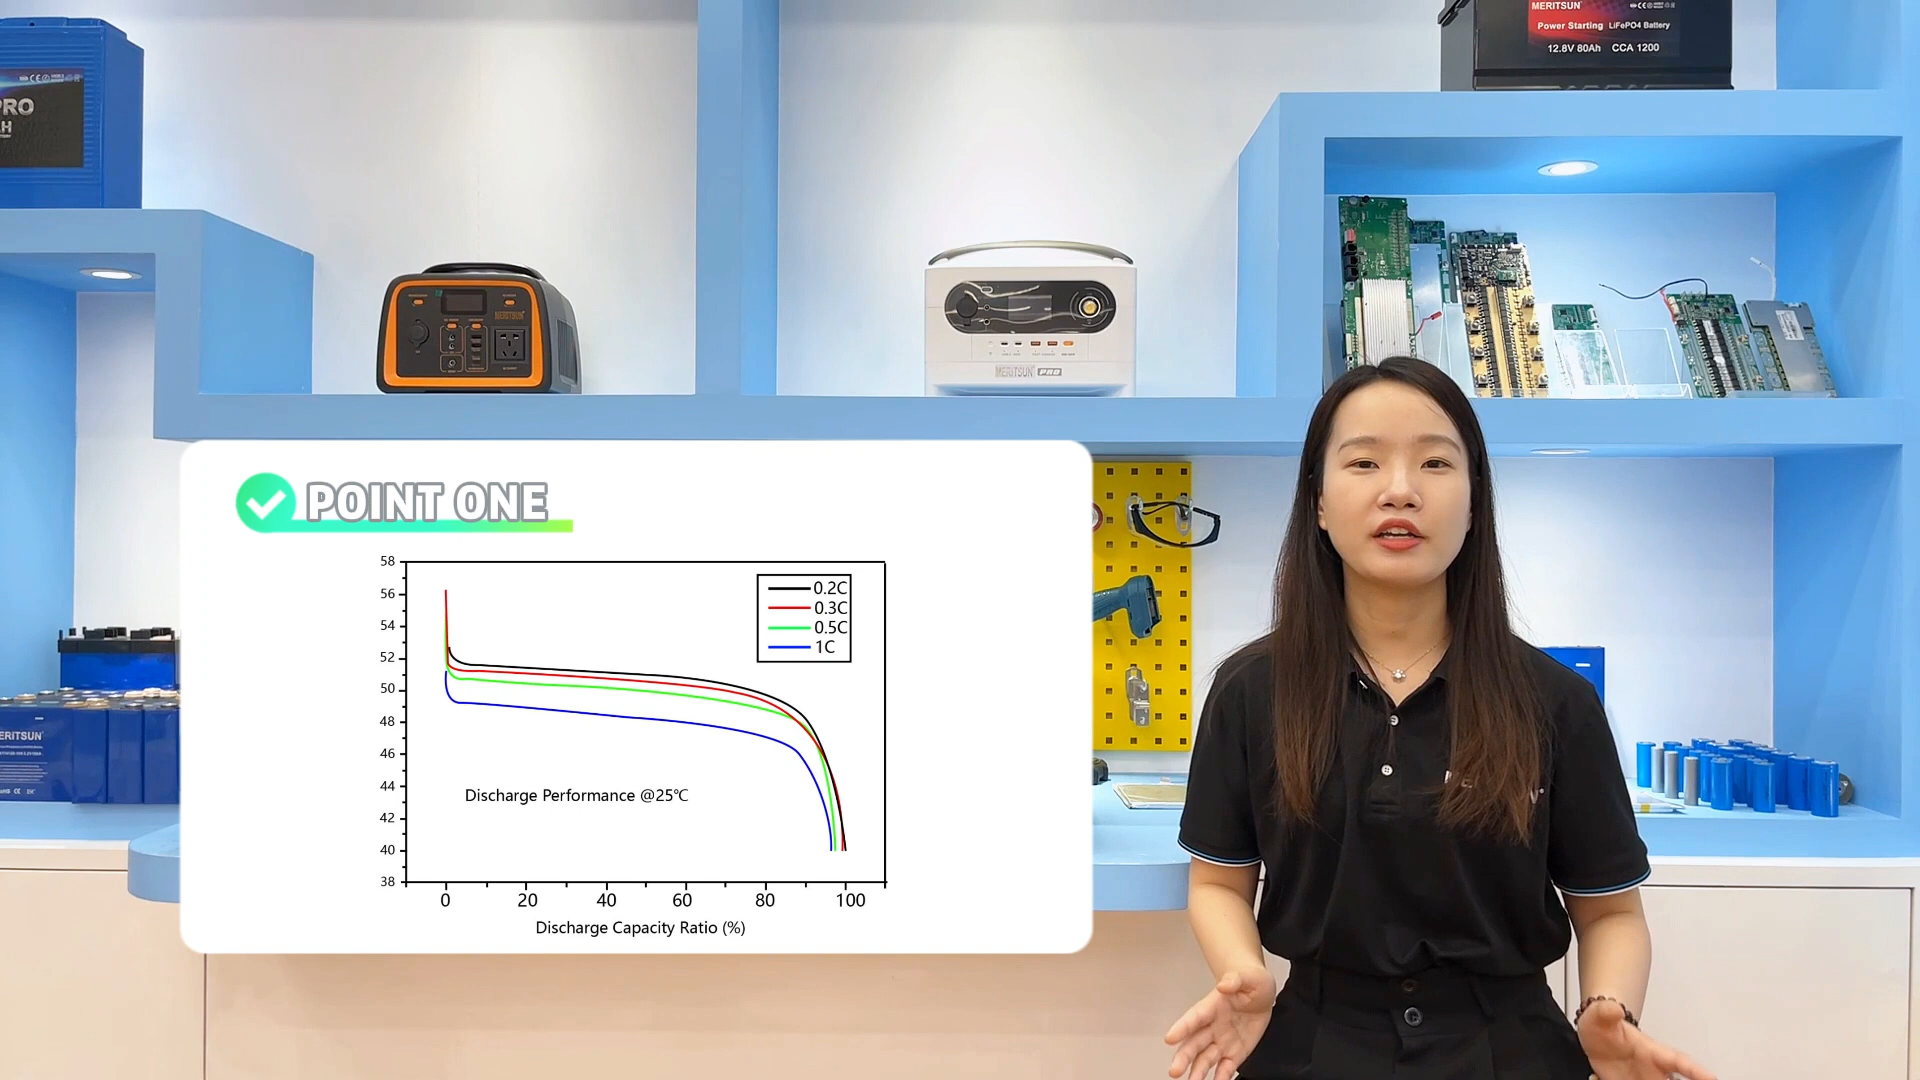 MERITSUN
Power Starting LiFePO4 Battery
12.8V 80Ah CCA 1200
PRO
MERITSUN
MERITSUN PRO
POINT ONE
58
56
54
52
50
48
46
44
42
40
38
0.2C
0.3C
0.5C
1C
Discharge Performance @25℃
0 20 40 60 80 100
Discharge Capacity Ratio (%)
ERITSUN